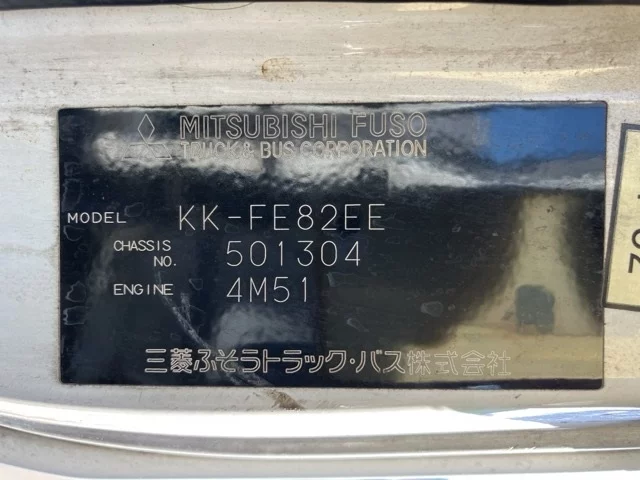 MITSUBISHI FUSO
TRUCK & BUS CORPORATION
MODEL KK-FE82EE
CHASSIS NO. 501304
ENGINE 4M51
三菱ふそうトラック・バス株式会社